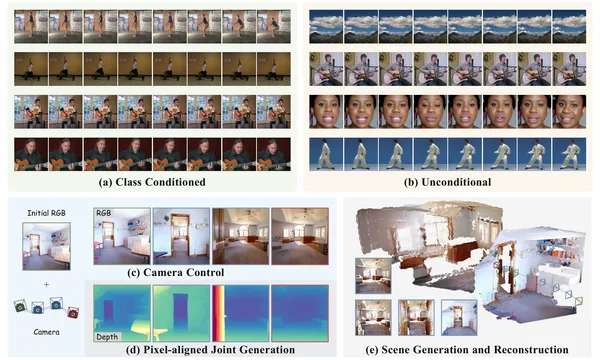 (a) Class Conditioned
(b) Unconditional
Initial RGB
+
Camera
RGB
(c) Camera Control
Depth
(d) Pixel-aligned Joint Generation
(e) Scene Generation and Reconstruction